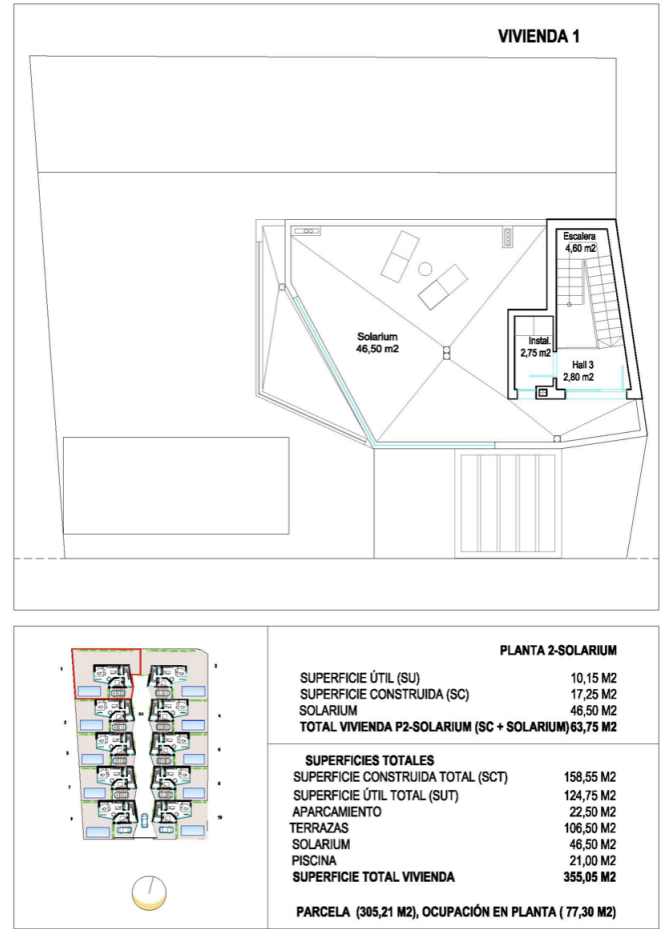 VIVIENDA 1
Escalera
4,60 m2
Solarium
46,50 m2
Instal.
2,75 m2
Hall 3
2,80 m2
PLANTA 2-SOLARIUM
SUPERFICIE ÚTIL (SU) 10,15 M2
SUPERFICIE CONSTRUIDA (SC) 17,25 M2
SOLARIUM 46,50 M2
TOTAL VIVIENDA P2-SOLARIUM (SC + SOLARIUM) 63,75 M2
SUPERFICIES TOTALES
SUPERFICIE CONSTRUIDA TOTAL (SCT) 158,55 M2
SUPERFICIE ÚTIL TOTAL (SUT) 124,75 M2
APARCAMIENTO 22,50 M2
TERRAZAS 106,50 M2
SOLARIUM 46,50 M2
PISCINA 21,00 M2
SUPERFICIE TOTAL VIVIENDA 355,05 M2
PARCELA (305,21 M2), OCUPACIÓN EN PLANTA ( 77,30 M2)